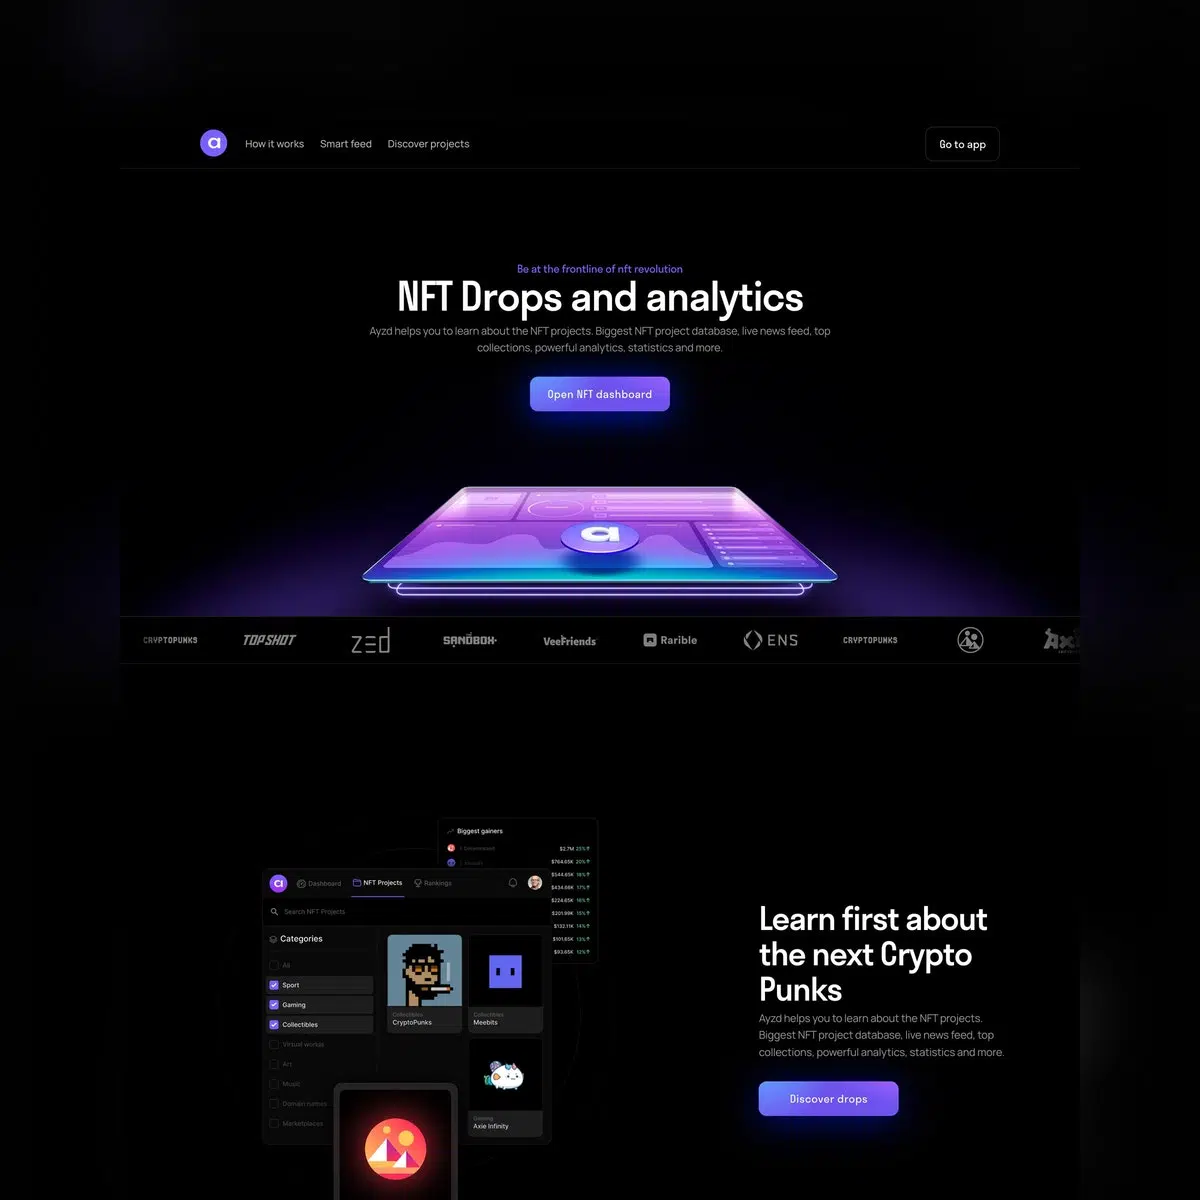 a
How it works
Smart feed
Discover projects
Go to app
Be at the frontline of nft revolution
NFT Drops and analytics
Ayzd helps you to learn about the NFT projects. Biggest NFT project database, live news feed, top
collections, powerful analytics, statistics and more.
Open NFT dashboard
a
CRYPTOPUNKS
TOP SHOT
zed
SANDBOX
VeeFriends
Rarible
ENS
CRYPTOPUNKS
Axi
Biggest gainers
$2.7M 25%
$764.65K 20%
$544.65K 18%
$434.66K 17%
$224.65K 16%
$201.99K 15%
$132.11K 14%
$101.65K 13%
$93.65K 12%
a
Dashboard
NFT Projects
Rankings
Search NFT Projects
Categories
All
Sport
Gaming
Collectibles
Virtual worlds
Art
Music
Domain names
Marketplaces
Collectibles
CryptoPunks
Collectibles
Meebits
Gaming
Axie Infinity
Learn first about
the next Crypto
Punks
Ayzd helps you to learn about the NFT projects.
Biggest NFT project database, live news feed, top
collections, powerful analytics, statistics and more.
Discover drops